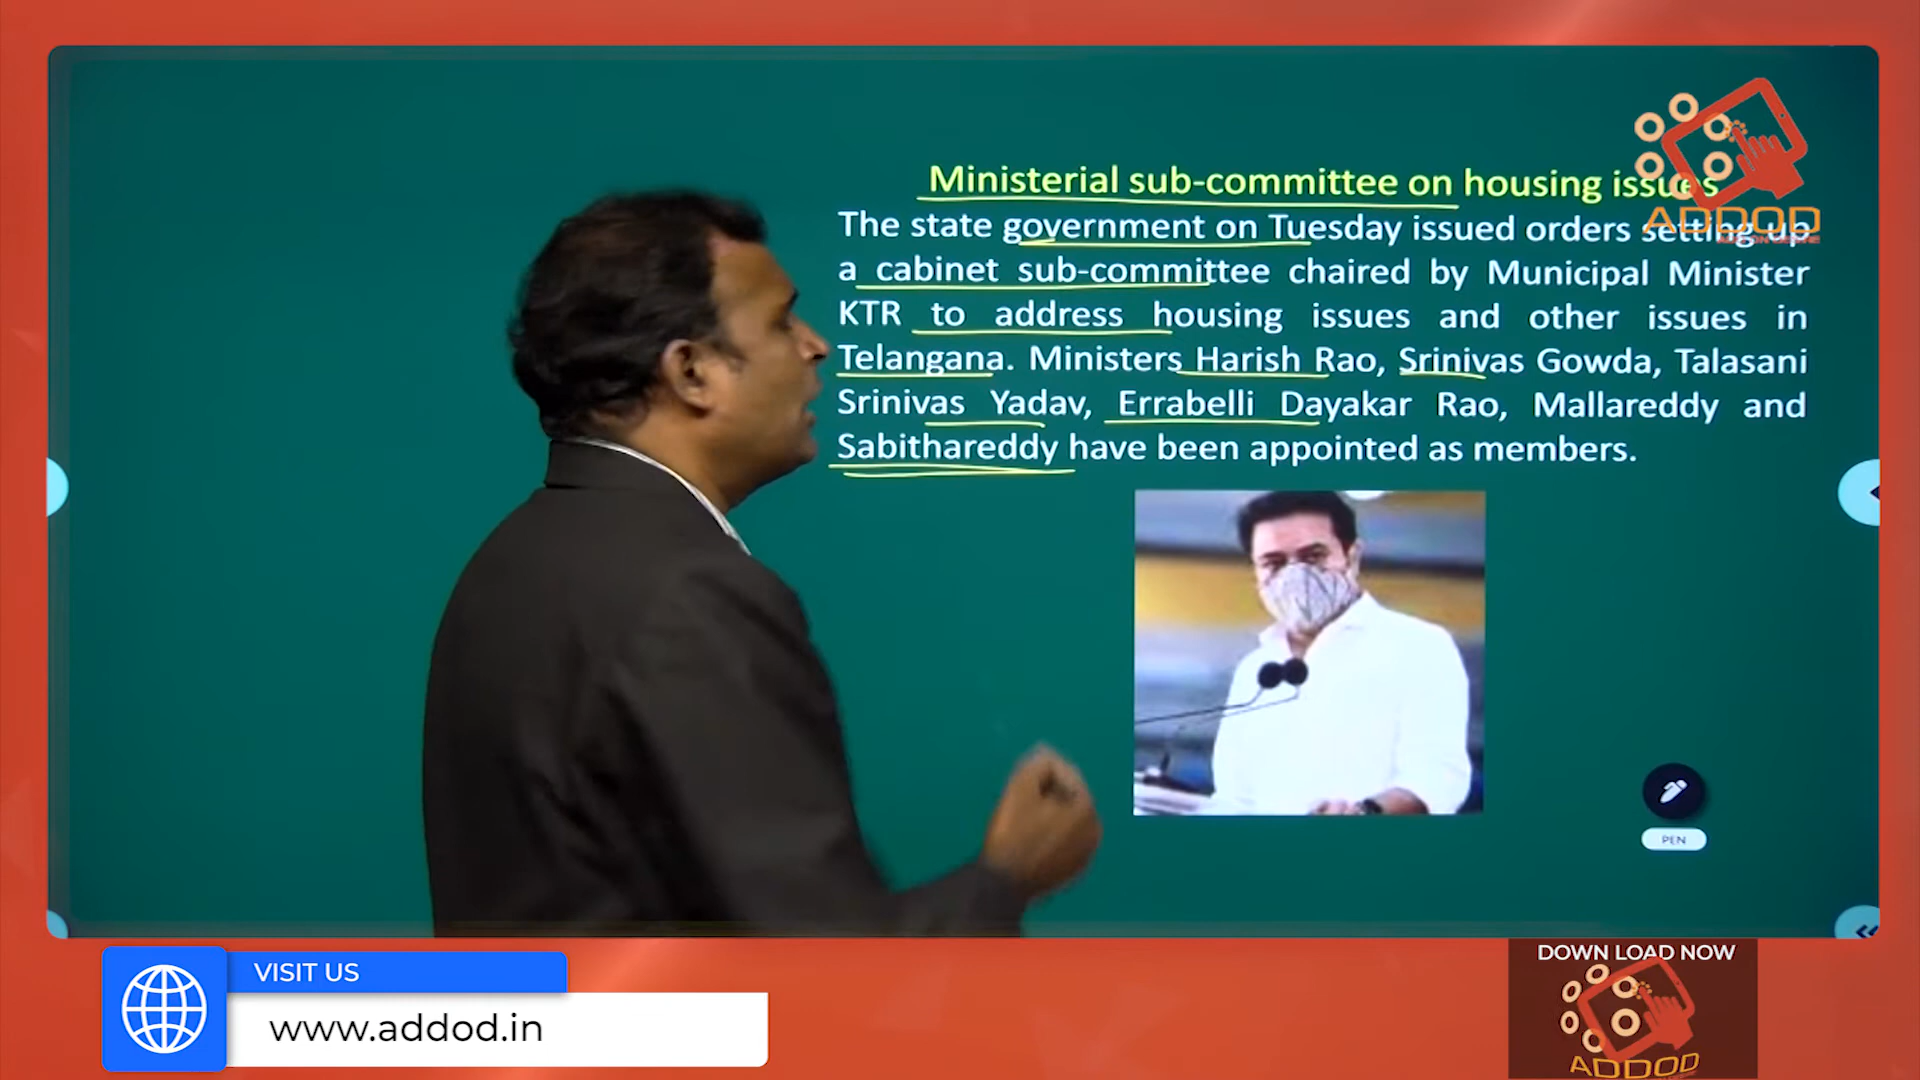 Ministerial sub-committee on housing issues
The state government on Tuesday issued orders setting up
a cabinet sub-committee chaired by Municipal Minister
KTR to address housing issues and other issues in
Telangana. Ministers Harish Rao, Srinivas Gowda, Talasani
Srinivas Yadav, Errabelli Dayakar Rao, Mallareddy and
Sabithareddy have been appointed as members.
ADDOD
PEN
VISIT US
www.addod.in
DOWN LOAD NOW
ADDOD